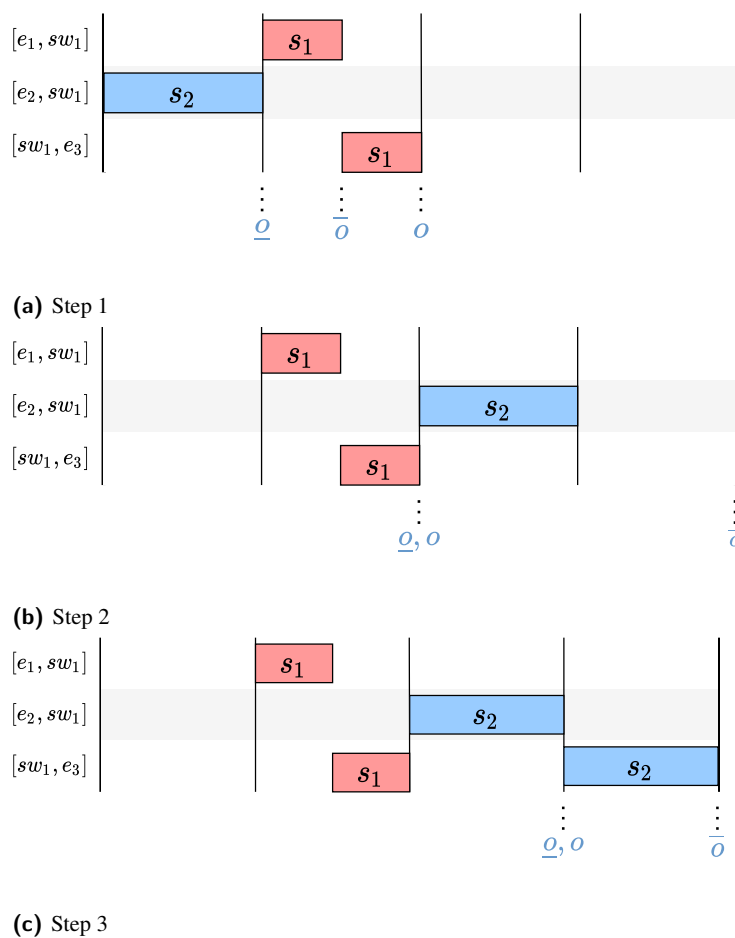 [e₁, sw₁] s₁
[e₂, sw₁] s₂
[sw₁, e₃] s₁
o̲ o̅ o
(a) Step 1
[e₁, sw₁] s₁
[e₂, sw₁] s₂
[sw₁, e₃] s₁
o̲, o o̅
(b) Step 2
[e₁, sw₁] s₁
[e₂, sw₁] s₂
[sw₁, e₃] s₁ s₂
o̲, o o̅
(c) Step 3